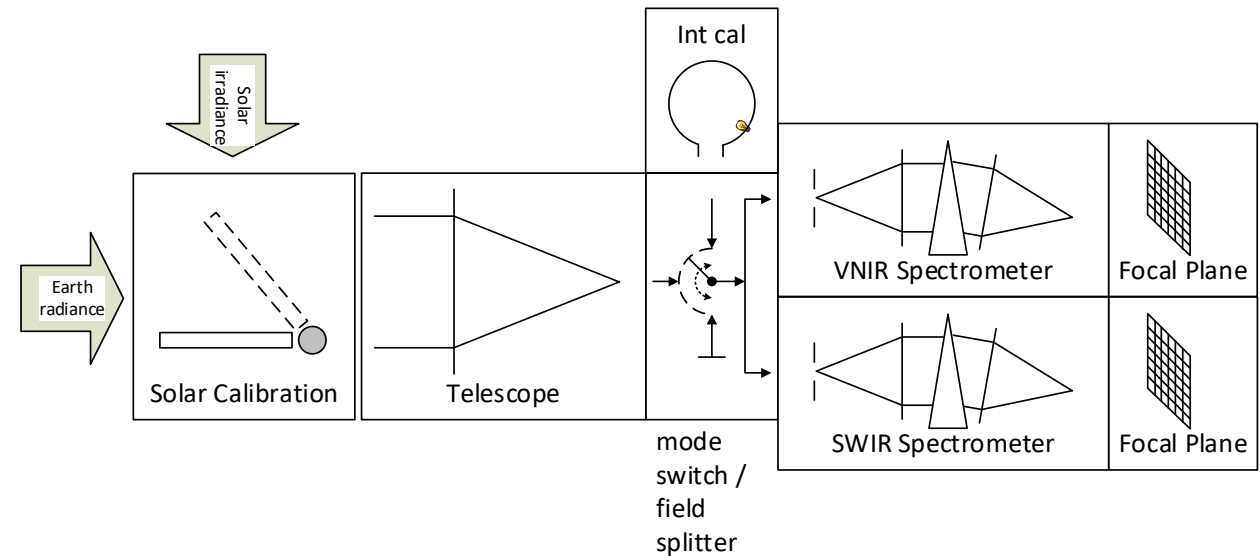 Int cal
Solar
irradiance
Earth
radiance
Solar Calibration
Telescope
VNIR Spectrometer
Focal Plane
SWIR Spectrometer
Focal Plane
mode
switch /
field
splitter